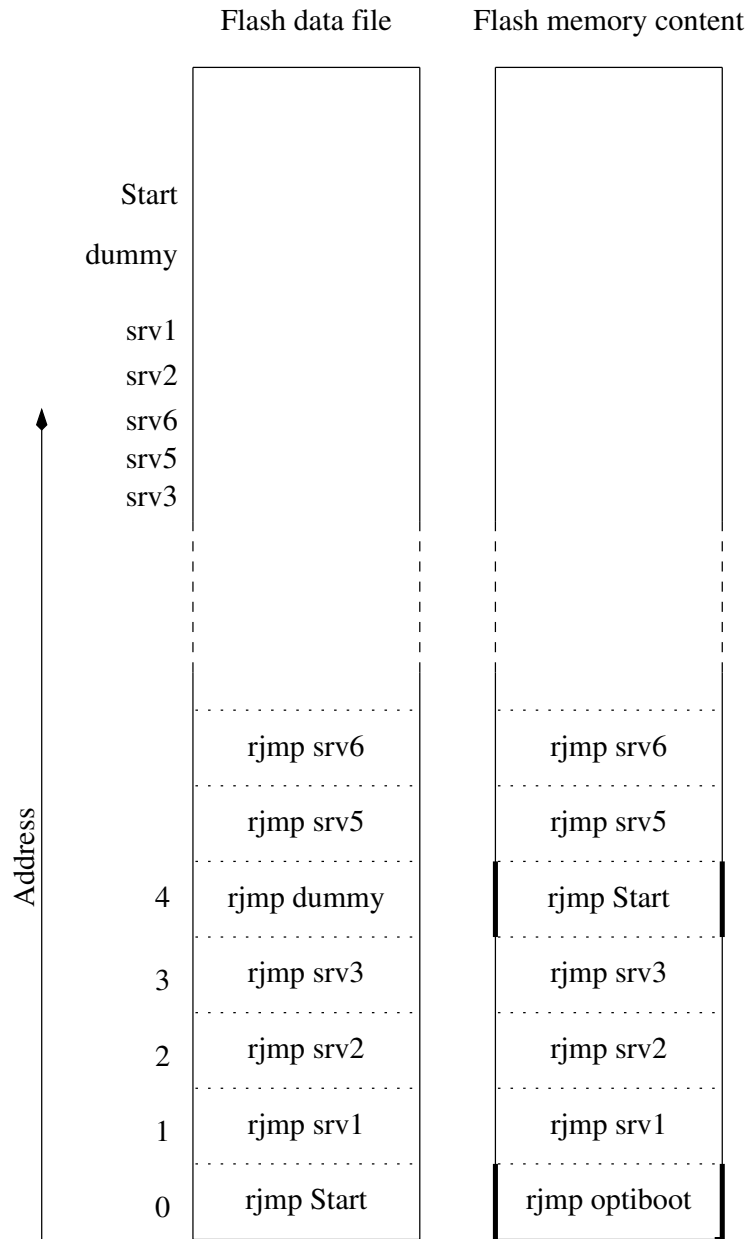 Flash data file Flash memory content
Start
dummy
srv1
srv2
srv6
srv5
srv3
rjmp srv6 rjmp srv6
rjmp srv5 rjmp srv5
Address
4 rjmp dummy rjmp Start
3 rjmp srv3 rjmp srv3
2 rjmp srv2 rjmp srv2
1 rjmp srv1 rjmp srv1
0 rjmp Start rjmp optiboot